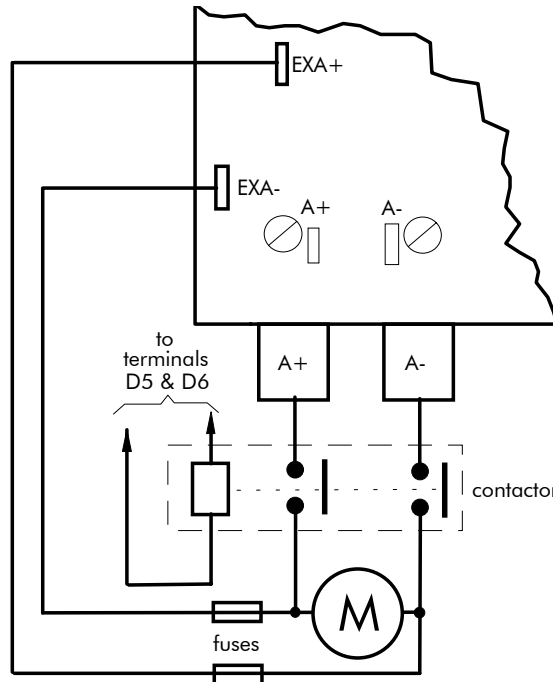 EXA+
EXA-
A+
A-
to
terminals
D5 & D6
A+
A-
contactor
M
fuses